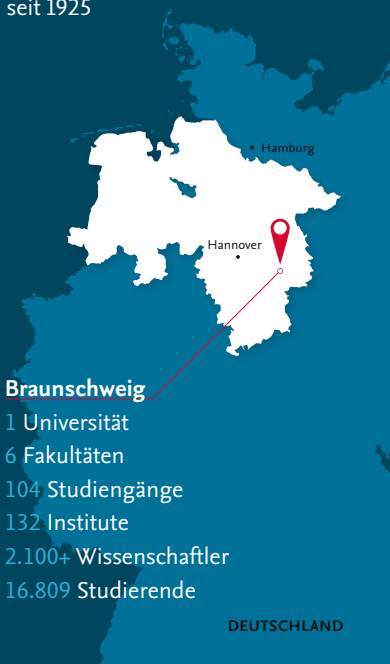 seit 1925
Hamburg
Hannover
Braunschweig
1 Universität
6 Fakultäten
104 Studiengänge
132 Institute
2.100+ Wissenschaftler
16.809 Studierende
DEUTSCHLAND